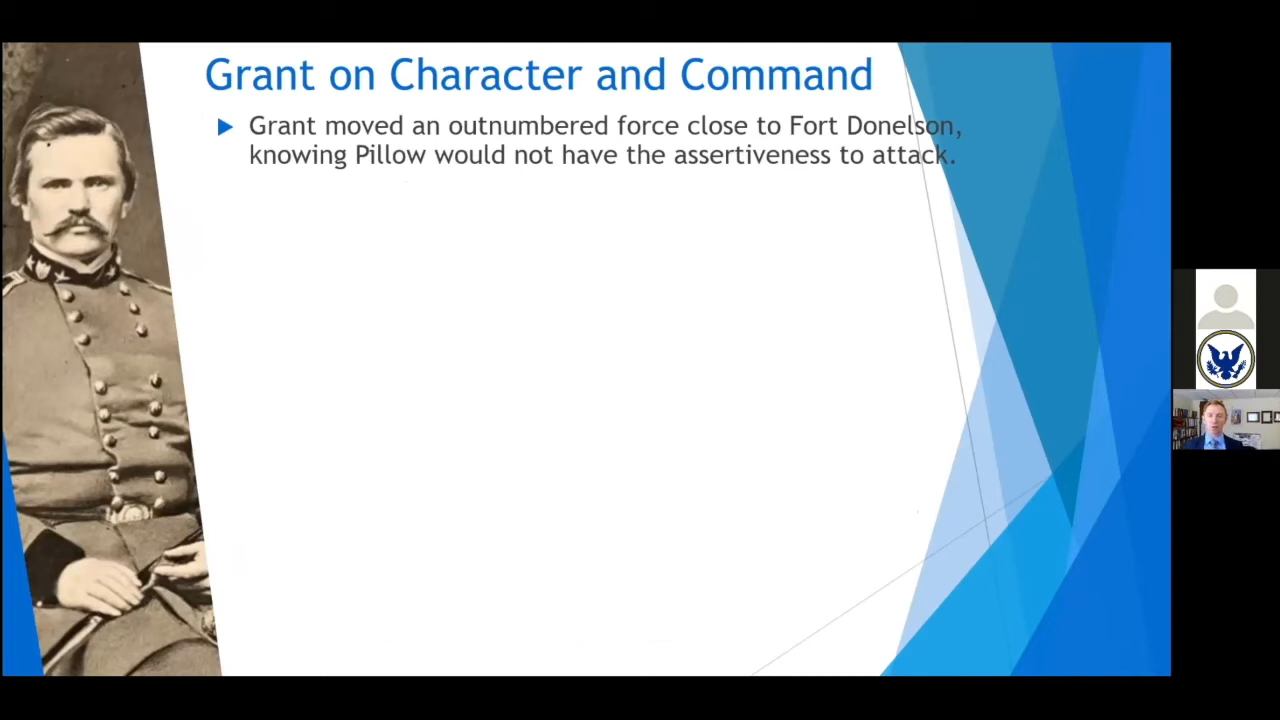 Grant on Character and Command
Grant moved an outnumbered force close to Fort Donelson,
knowing Pillow would not have the assertiveness to attack.